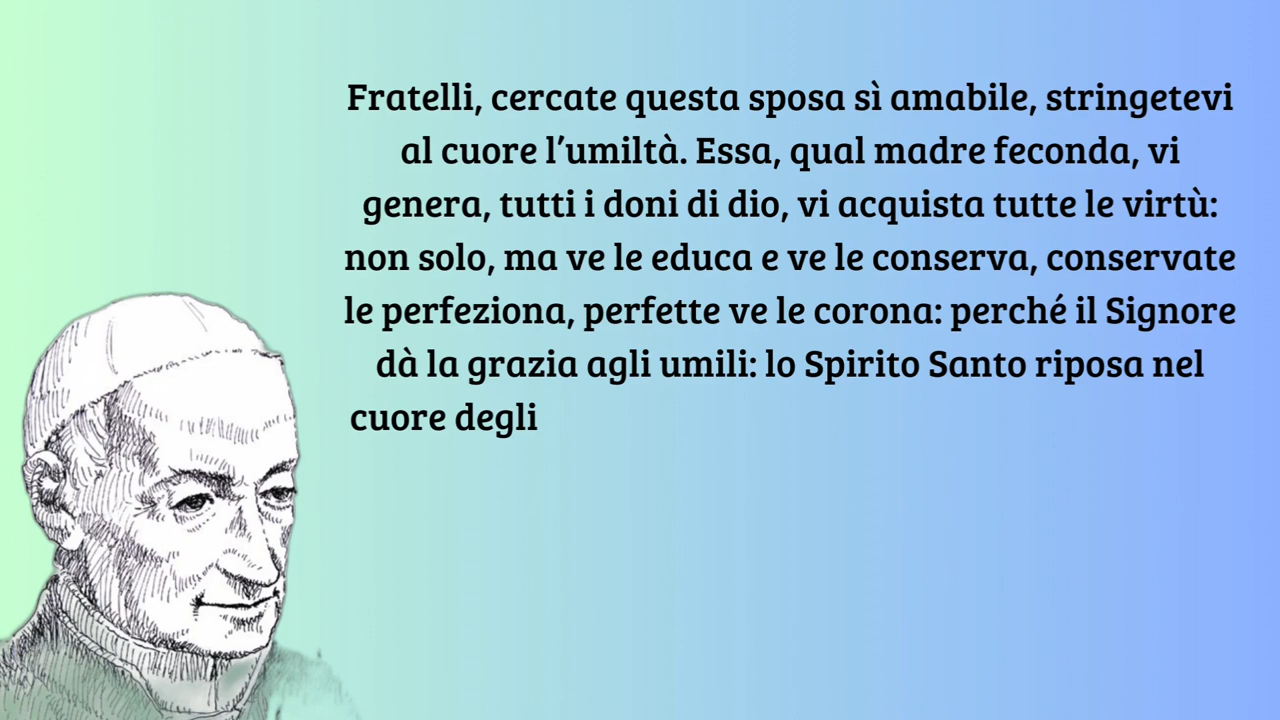 Fratelli, cercate questa sposa sì amabile, stringetevi
al cuore l’umiltà. Essa, qual madre feconda, vi
genera, tutti i doni di dio, vi acquista tutte le virtù:
non solo, ma ve le educa e ve le conserva, conservate
le perfeziona, perfette ve le corona: perché il Signore
dà la grazia agli umili: lo Spirito Santo riposa nel
cuore degli